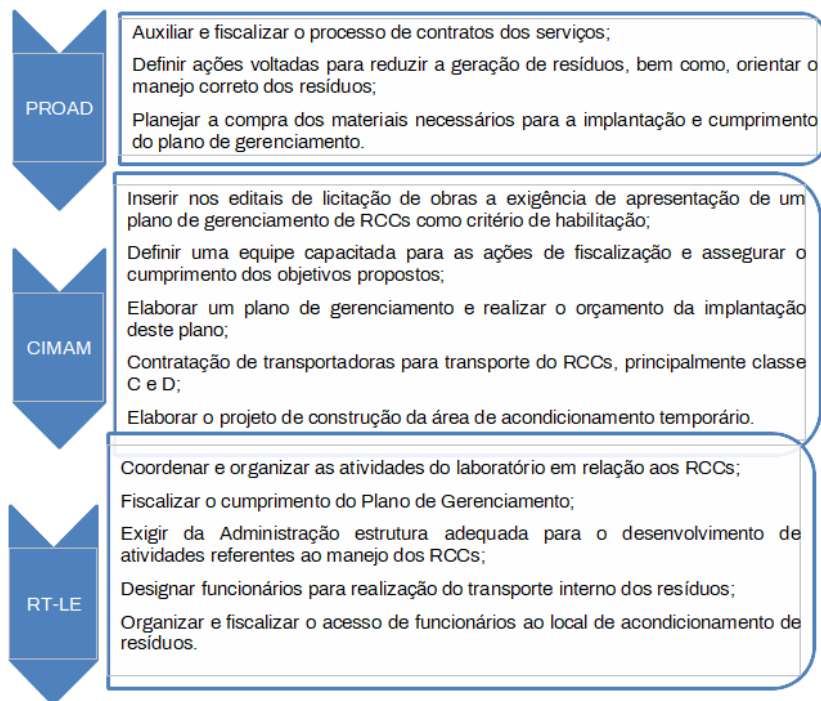 PROAD
Auxiliar e fiscalizar o processo de contratos dos serviços;
Definir ações voltadas para reduzir a geração de resíduos, bem como, orientar o
manejo correto dos resíduos;
Planejar a compra dos materiais necessários para a implantação e cumprimento
do plano de gerenciamento.
CIMAM
Inserir nos editais de licitação de obras a exigência de apresentação de um
plano de gerenciamento de RCCs como critério de habilitação;
Definir uma equipe capacitada para as ações de fiscalização e assegurar o
cumprimento dos objetivos propostos;
Elaborar um plano de gerenciamento e realizar o orçamento da implantação
deste plano;
Contratação de transportadoras para transporte do RCCs, principalmente classe
C e D;
Elaborar o projeto de construção da área de acondicionamento temporário.
RT-LE
Coordenar e organizar as atividades do laboratório em relação aos RCCs;
Fiscalizar o cumprimento do Plano de Gerenciamento;
Exigir da Administração estrutura adequada para o desenvolvimento de
atividades referentes ao manejo dos RCCs;
Designar funcionários para realização do transporte interno dos resíduos;
Organizar e fiscalizar o acesso de funcionários ao local de acondicionamento de
resíduos.